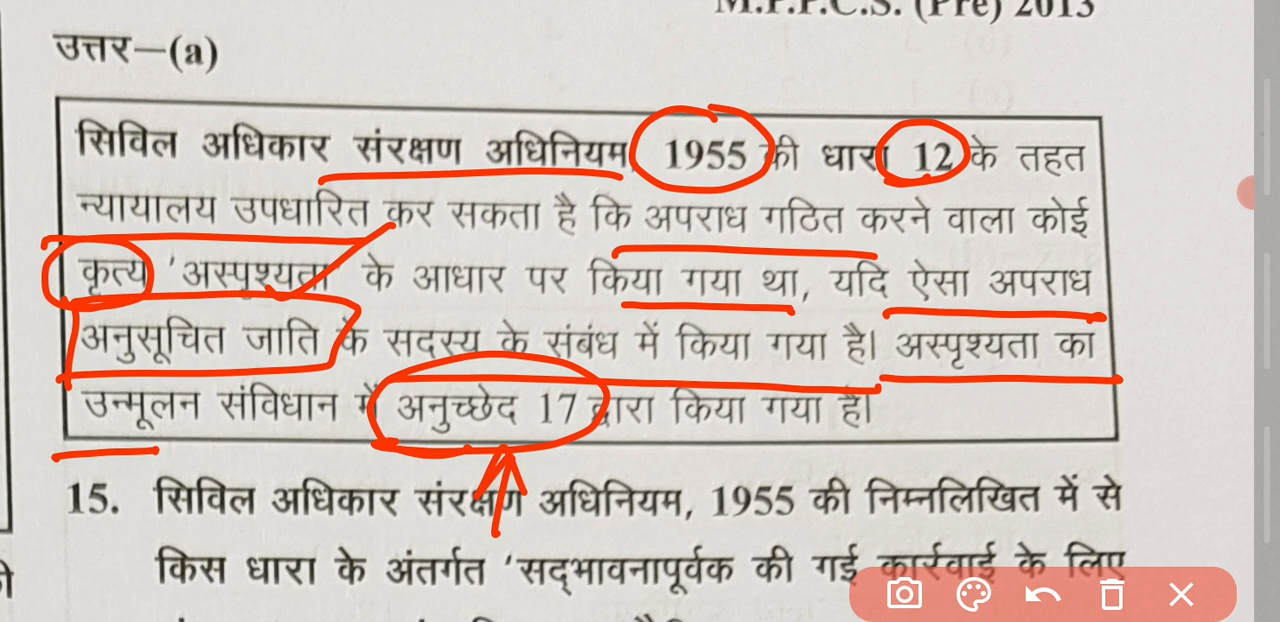 M.P.P.C.S. (Pre) 2013
उत्तर—(a)
सिविल अधिकार संरक्षण अधिनियम, 1955 की धारा 12 के तहत
न्यायालय उपधारित कर सकता है कि अपराध गठित करने वाला कोई
कृत्य 'अस्पृश्यता' के आधार पर किया गया था, यदि ऐसा अपराध
अनुसूचित जाति के सदस्य के संबंध में किया गया है। अस्पृश्यता का
उन्मूलन संविधान में अनुच्छेद 17 द्वारा किया गया है।
15. सिविल अधिकार संरक्षण अधिनियम, 1955 की निम्नलिखित में से
किस धारा के अंतर्गत 'सद्भावनापूर्वक की गई कार्रवाई के लिए